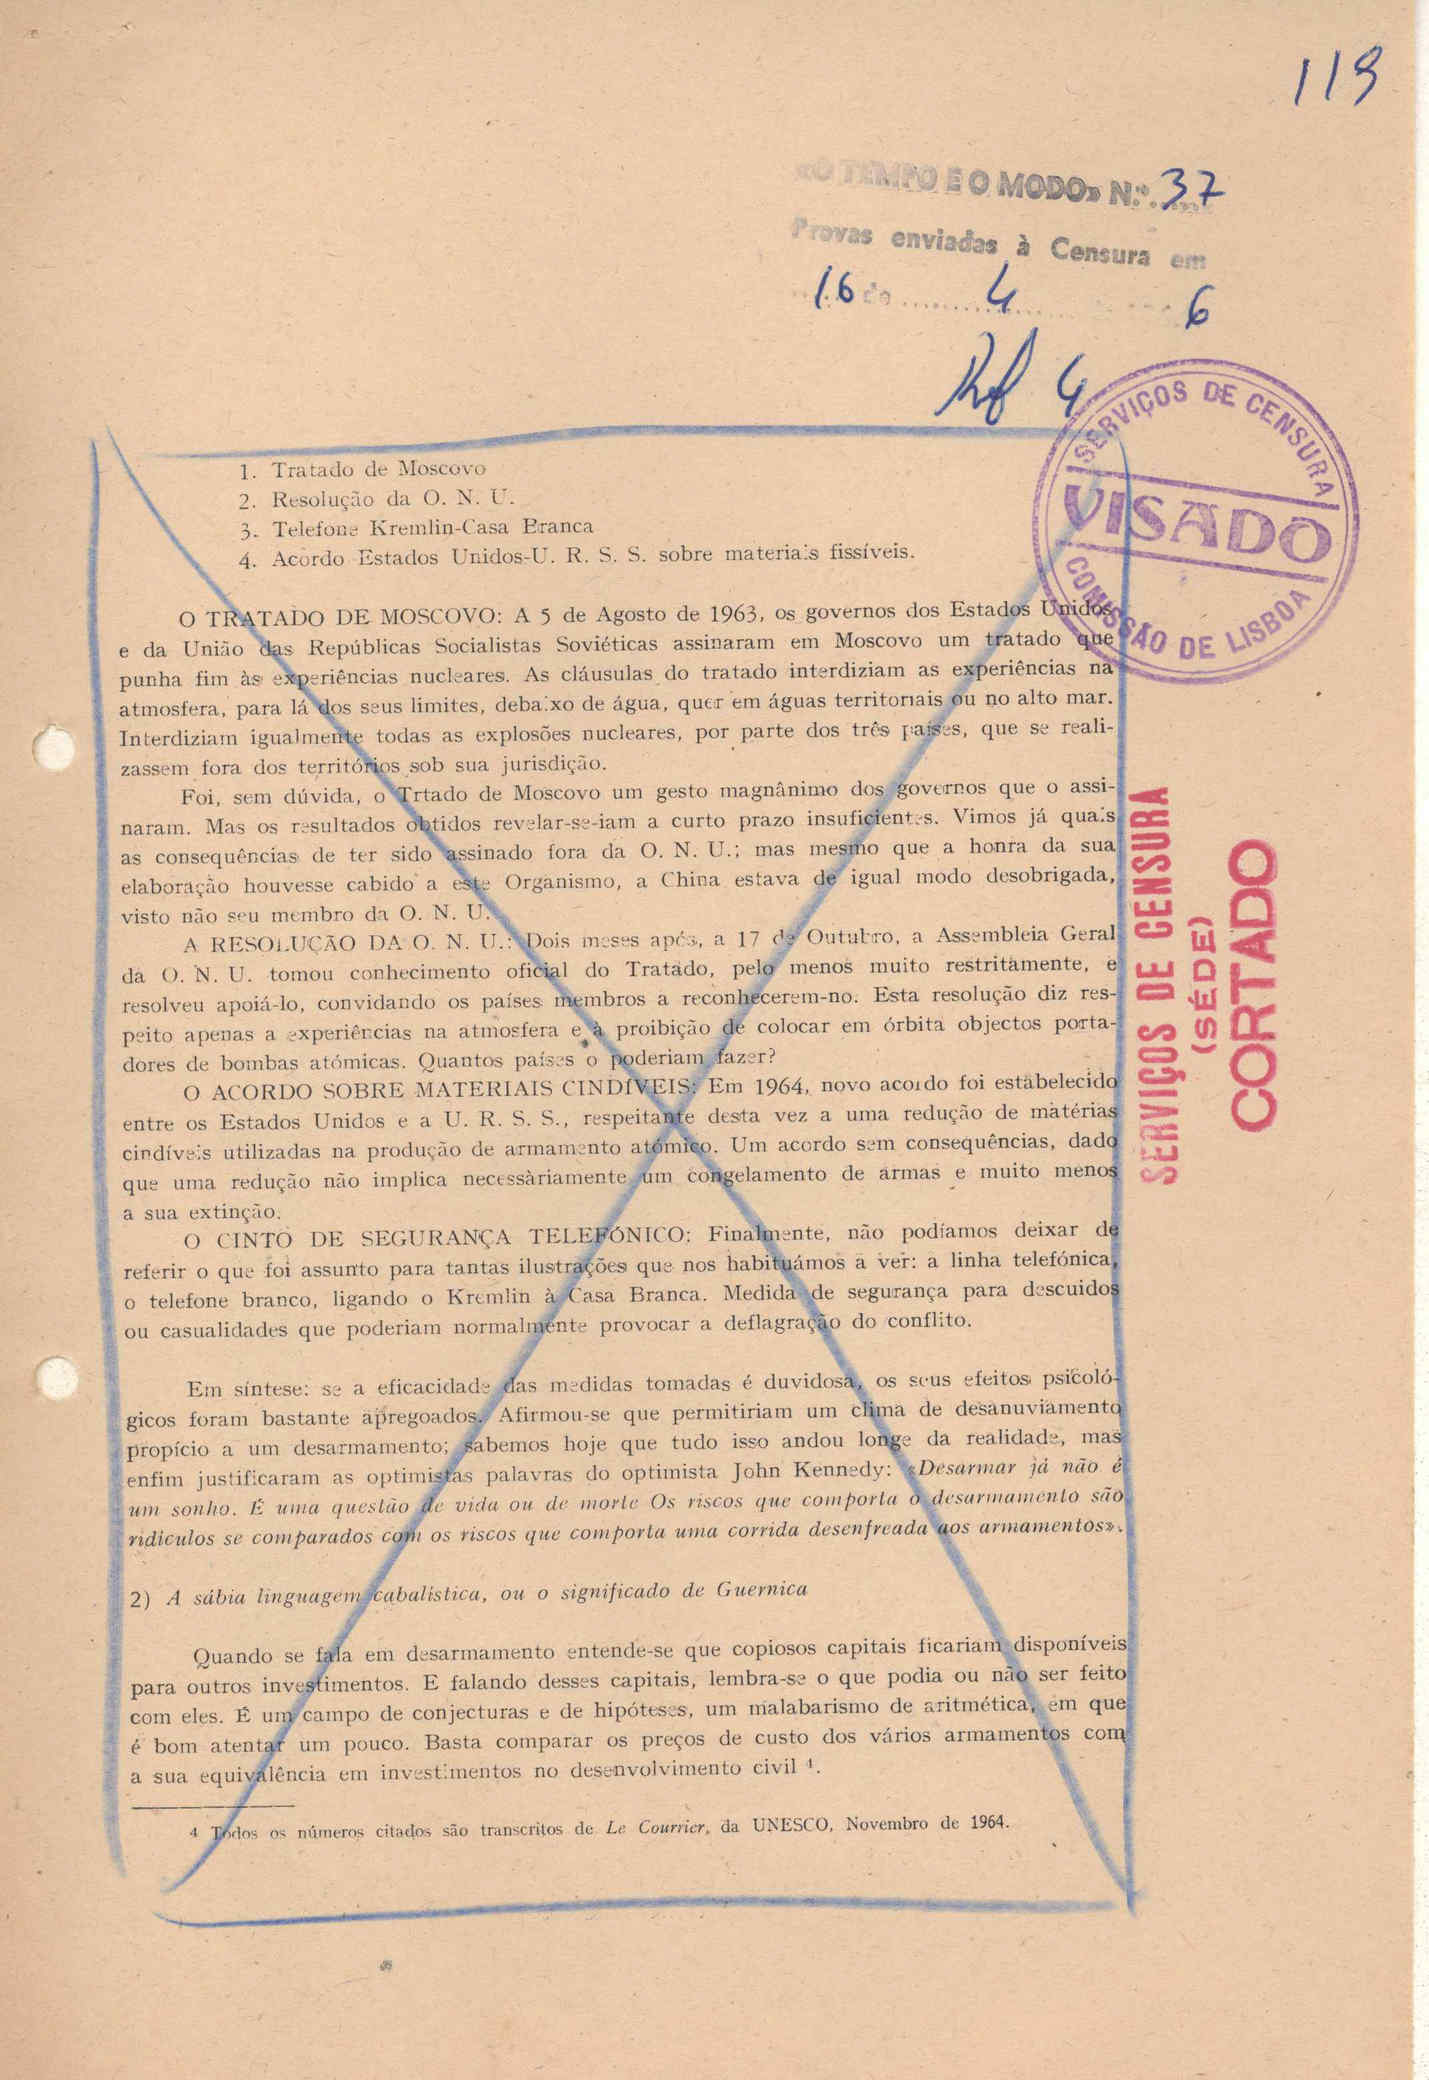 119
«O TEMPO E O MODO» N.º 37
Provas enviadas à Censura em
16 de 4 6
4
SERVIÇOS DE CENSURA
VISADO
COMISSÃO DE LISBOA
1. Tratado de Moscovo
2. Resolução da O. N. U.
3. Telefone Kremlin-Casa Branca
4. Acordo Estados Unidos-U. R. S. S. sobre materiais fissíveis.
O TRATADO DE MOSCOVO: A 5 de Agosto de 1963, os governos dos Estados Unidos
e da União das Repúblicas Socialistas Soviéticas assinaram em Moscovo um tratado que
punha fim às experiências nucleares. As cláusulas do tratado interdiziam as experiências na
atmosfera, para lá dos seus limites, debaixo de água, quer em águas territoriais ou no alto mar.
Interdiziam igualmente todas as explosões nucleares, por parte dos três países, que se reali-
zassem fora dos territórios sob sua jurisdição.
Foi, sem dúvida, o Trtado de Moscovo um gesto magnânimo dos governos que o assi-
naram. Mas os resultados obtidos revelar-se-iam a curto prazo insuficientes. Vimos já quais
as consequências de ter sido assinado fora da O. N. U.; mas mesmo que a honra da sua
elaboração houvesse cabido a este Organismo, a China estava de igual modo desobrigada,
visto não seu membro da O. N. U.
A RESOLUÇÃO DA O. N. U.: Dois meses após, a 17 de Outubro, a Assembleia Geral
da O. N. U. tomou conhecimento oficial do Tratado, pelo menos muito restritamente, e
resolveu apoiá-lo, convidando os países membros a reconhecerem-no. Esta resolução diz res-
peito apenas a experiências na atmosfera e à proibição de colocar em órbita objectos porta-
dores de bombas atómicas. Quantos países o poderiam fazer?
O ACORDO SOBRE MATERIAIS CINDÍVEIS: Em 1964, novo acordo foi estabelecido
entre os Estados Unidos e a U. R. S. S., respeitante desta vez a uma redução de matérias
cindíveis utilizadas na produção de armamento atómico. Um acordo sem consequências, dado
que uma redução não implica necessàriamente um congelamento de armas e muito menos
a sua extinção.
O CINTO DE SEGURANÇA TELEFÓNICO: Finalmente, não podíamos deixar de
referir o que foi assunto para tantas ilustrações que nos habituámos a ver: a linha telefónica,
o telefone branco, ligando o Kremlin à Casa Branca. Medida de segurança para descuidos
ou casualidades que poderiam normalmente provocar a deflagração do conflito.
Em síntese: se a eficacidade das medidas tomadas é duvidosa, os seus efeitos psicoló-
gicos foram bastante apregoados. Afirmou-se que permitiriam um clima de desanuviamento
propício a um desarmamento; sabemos hoje que tudo isso andou longe da realidade, mas
enfim justificaram as optimistas palavras do optimista John Kennedy: «Desarmar já não é
um sonho. É uma questão de vida ou de morte Os riscos que comporta o desarmamento são
ridículos se comparados com os riscos que comporta uma corrida desenfreada aos armamentos».
2) A sábia linguagem cabalística, ou o significado de Guernica
Quando se fala em desarmamento entende-se que copiosos capitais ficariam disponíveis
para outros investimentos. E falando desses capitais, lembra-se o que podia ou não ser feito
com eles. É um campo de conjecturas e de hipóteses, um malabarismo de aritmética, em que
é bom atentar um pouco. Basta comparar os preços de custo dos vários armamentos com
a sua equivalência em investimentos no desenvolvimento civil 4.
4 Todos os números citados são transcritos de Le Courrier, da UNESCO, Novembro de 1964.
SERVIÇOS DE CENSURA
(SÉDE)
CORTADO